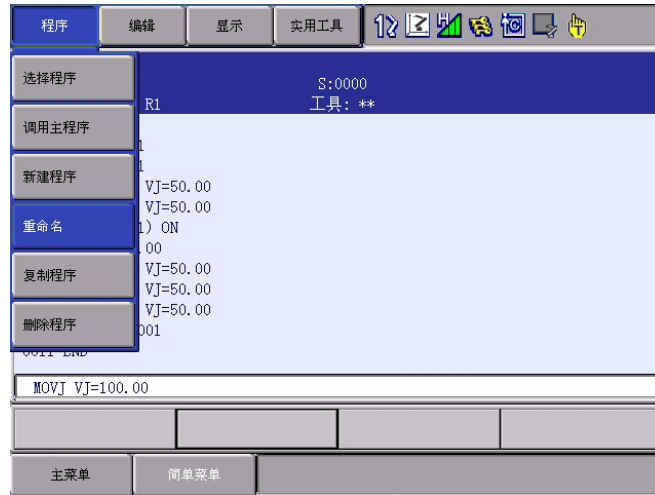 程序 编辑 显示 实用工具
选择程序
S:0000
R1 工具: **
调用主程序
1
1
新建程序
VJ=50.00
VJ=50.00
重命名
1) ON
.00
复制程序
VJ=50.00
VJ=50.00
VJ=50.00
删除程序
001
0011 END
MOVJ VJ=100.00
主菜单 简单菜单